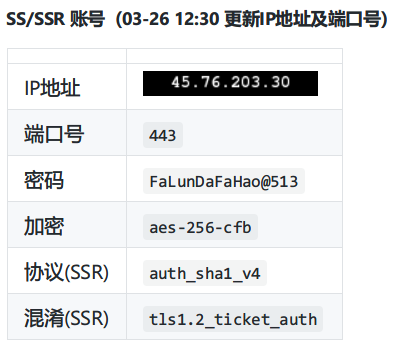 SS/SSR 账号（03-26 12:30 更新IP地址及端口号）
IP地址 45.76.203.30
端口号 443
密码 FaLunDaFaHao@513
加密 aes-256-cfb
协议(SSR) auth_sha1_v4
混淆(SSR) tls1.2_ticket_auth